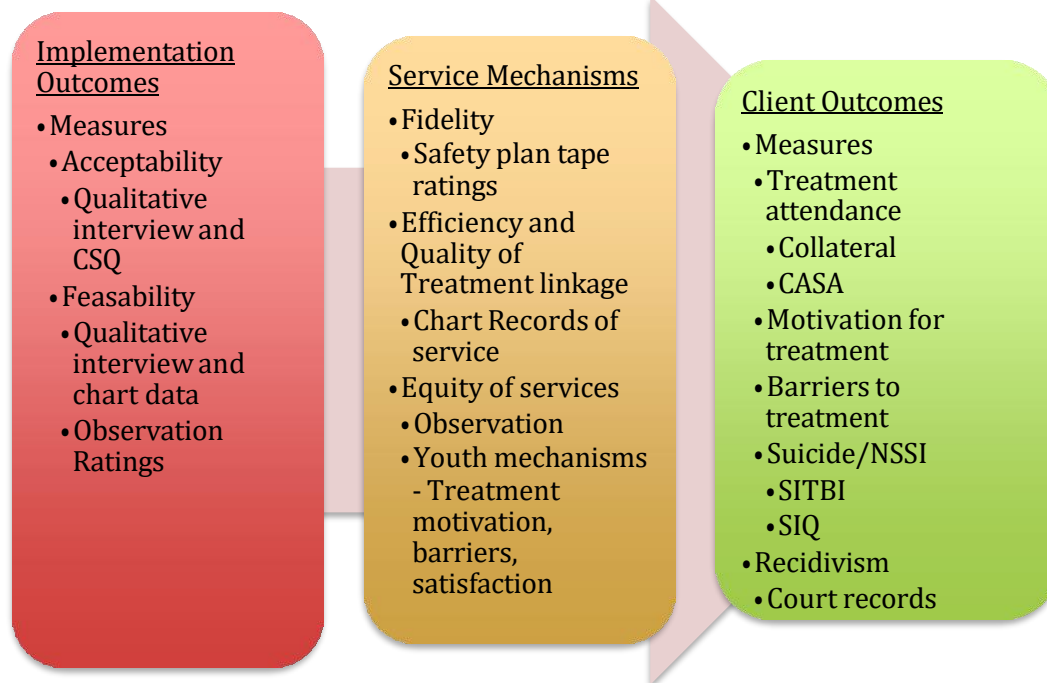 Implementation
Outcomes
•Measures
•Acceptability
•Qualitative
interview and
CSQ
•Feasability
•Qualitative
interview and
chart data
•Observation
Ratings
Service Mechanisms
•Fidelity
•Safety plan tape
ratings
•Efficiency and
Quality of
Treatment linkage
•Chart Records of
service
•Equity of services
•Observation
•Youth mechanisms
- Treatment
motivation,
barriers,
satisfaction
Client Outcomes
•Measures
•Treatment
attendance
•Collateral
•CASA
•Motivation for
treatment
•Barriers to
treatment
•Suicide/NSSI
•SITBI
•SIQ
•Recidivism
•Court records